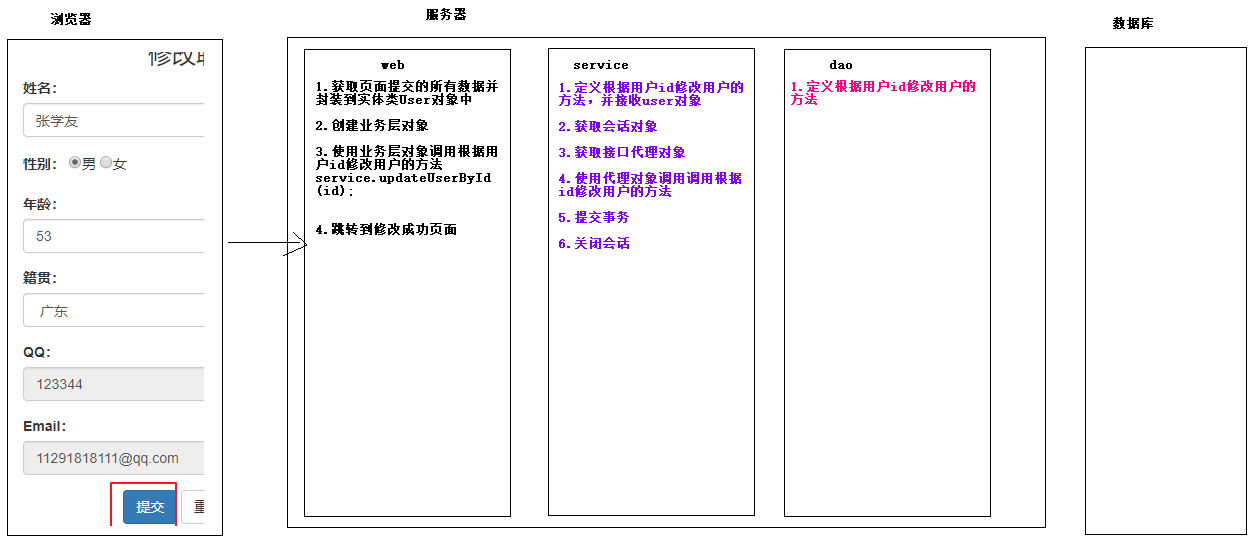 浏览器
修改
姓名：
张学友
性别： 男 女
年龄：
53
籍贯：
广东
QQ：
123344
Email：
11291818111@qq.com
提交
重
服务器
web
1.获取页面提交的所有数据并
封装到实体类User对象中
2.创建业务层对象
3.使用业务层对象调用根据用
户id修改用户的方法
service.updateUserById
(id);
4.跳转到修改成功页面
service
1.定义根据用户id修改用户的
方法，并接收user对象
2.获取会话对象
3.获取接口代理对象
4.使用代理对象调用调用根据
id修改用户的方法
5.提交事务
6.关闭会话
dao
1.定义根据用户id修改用户的
方法
数据库